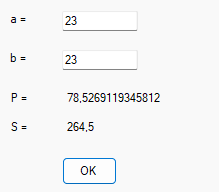 a = 23
b = 23
P = 78,5269119345812
S = 264,5
OK